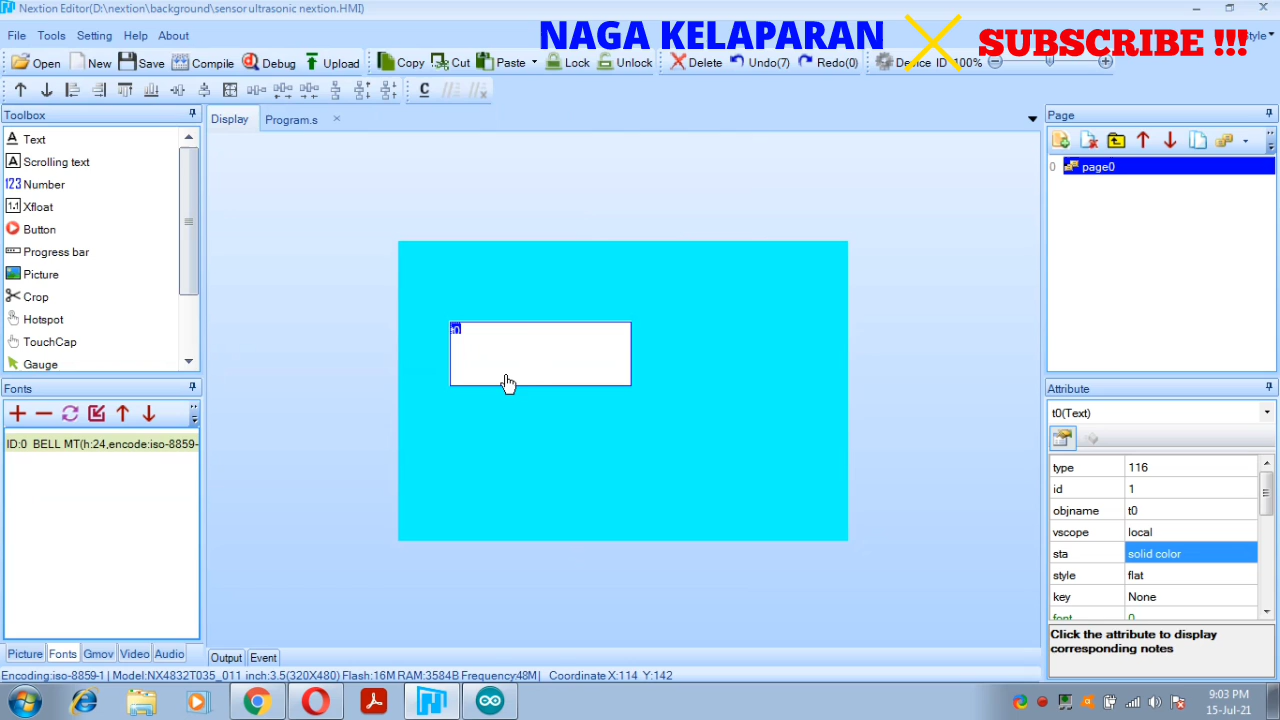 Nextion Editor(D:\nextion\background\sensor ultrasonic nextion.HMI)
NAGA KELAPARAN
SUBSCRIBE !!!
File Tools Setting Help About
Style
Open New Save Compile Debug Upload Copy Cut Paste Lock Unlock Delete Undo(7) Redo(0) Device ID 100%
Toolbox
Text
Scrolling text
Number
Xfloat
Button
Progress bar
Picture
Crop
Hotspot
TouchCap
Gauge
Fonts
ID:0 BELL MT(h:24,encode:iso-8859-
Picture Fonts Gmov Video Audio
Display Program.s
t0
Output Event
Page
0 page0
Attribute
t0(Text)
type 116
id 1
objname t0
vscope local
sta solid color
style flat
key None
font 0
Click the attribute to display
corresponding notes
Encoding:iso-8859-1 | Model:NX4832T035_011 inch:3.5(320X480) Flash:16M RAM:3584B Frequency:48M | Coordinate X:114 Y:142
9:03 PM
15-Jul-21